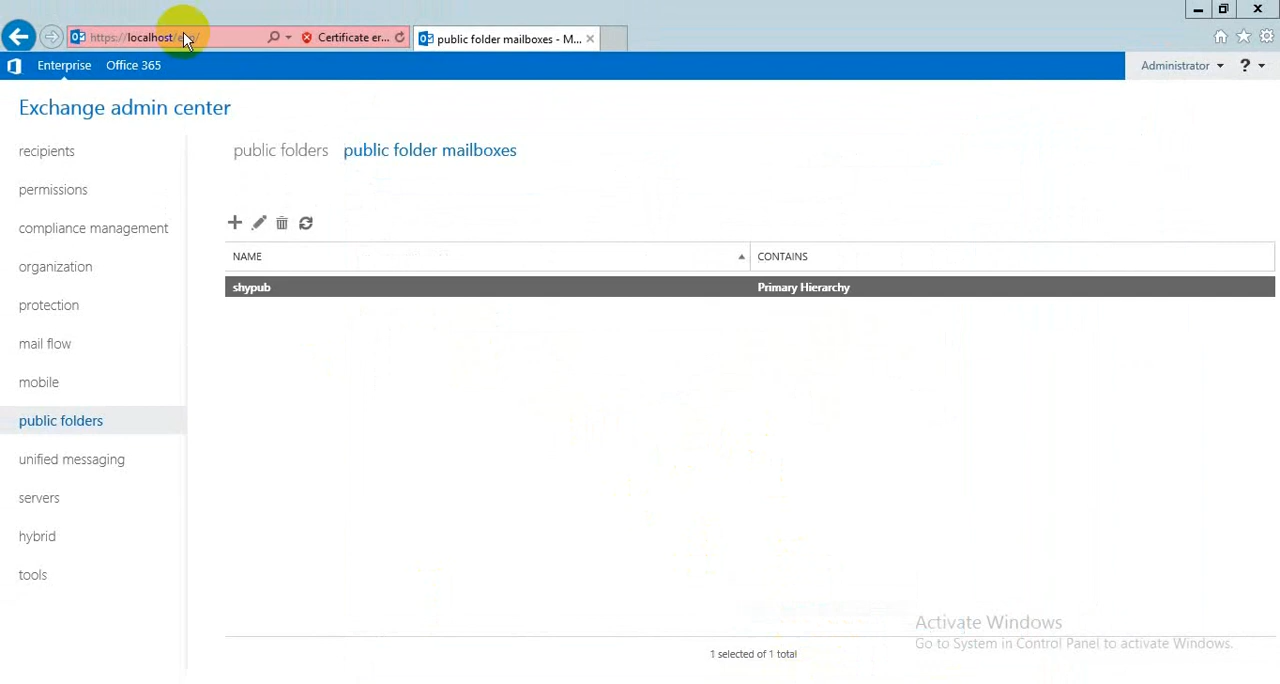 https://localhost/
Certificate er...
public folder mailboxes - M...
Enterprise
Office 365
Administrator
?
Exchange admin center
recipients
permissions
compliance management
organization
protection
mail flow
mobile
public folders
unified messaging
servers
hybrid
tools
public folders
public folder mailboxes
NAME
CONTAINS
shypub
Primary Hierarchy
1 selected of 1 total
Activate Windows
Go to System in Control Panel to activate Windows.